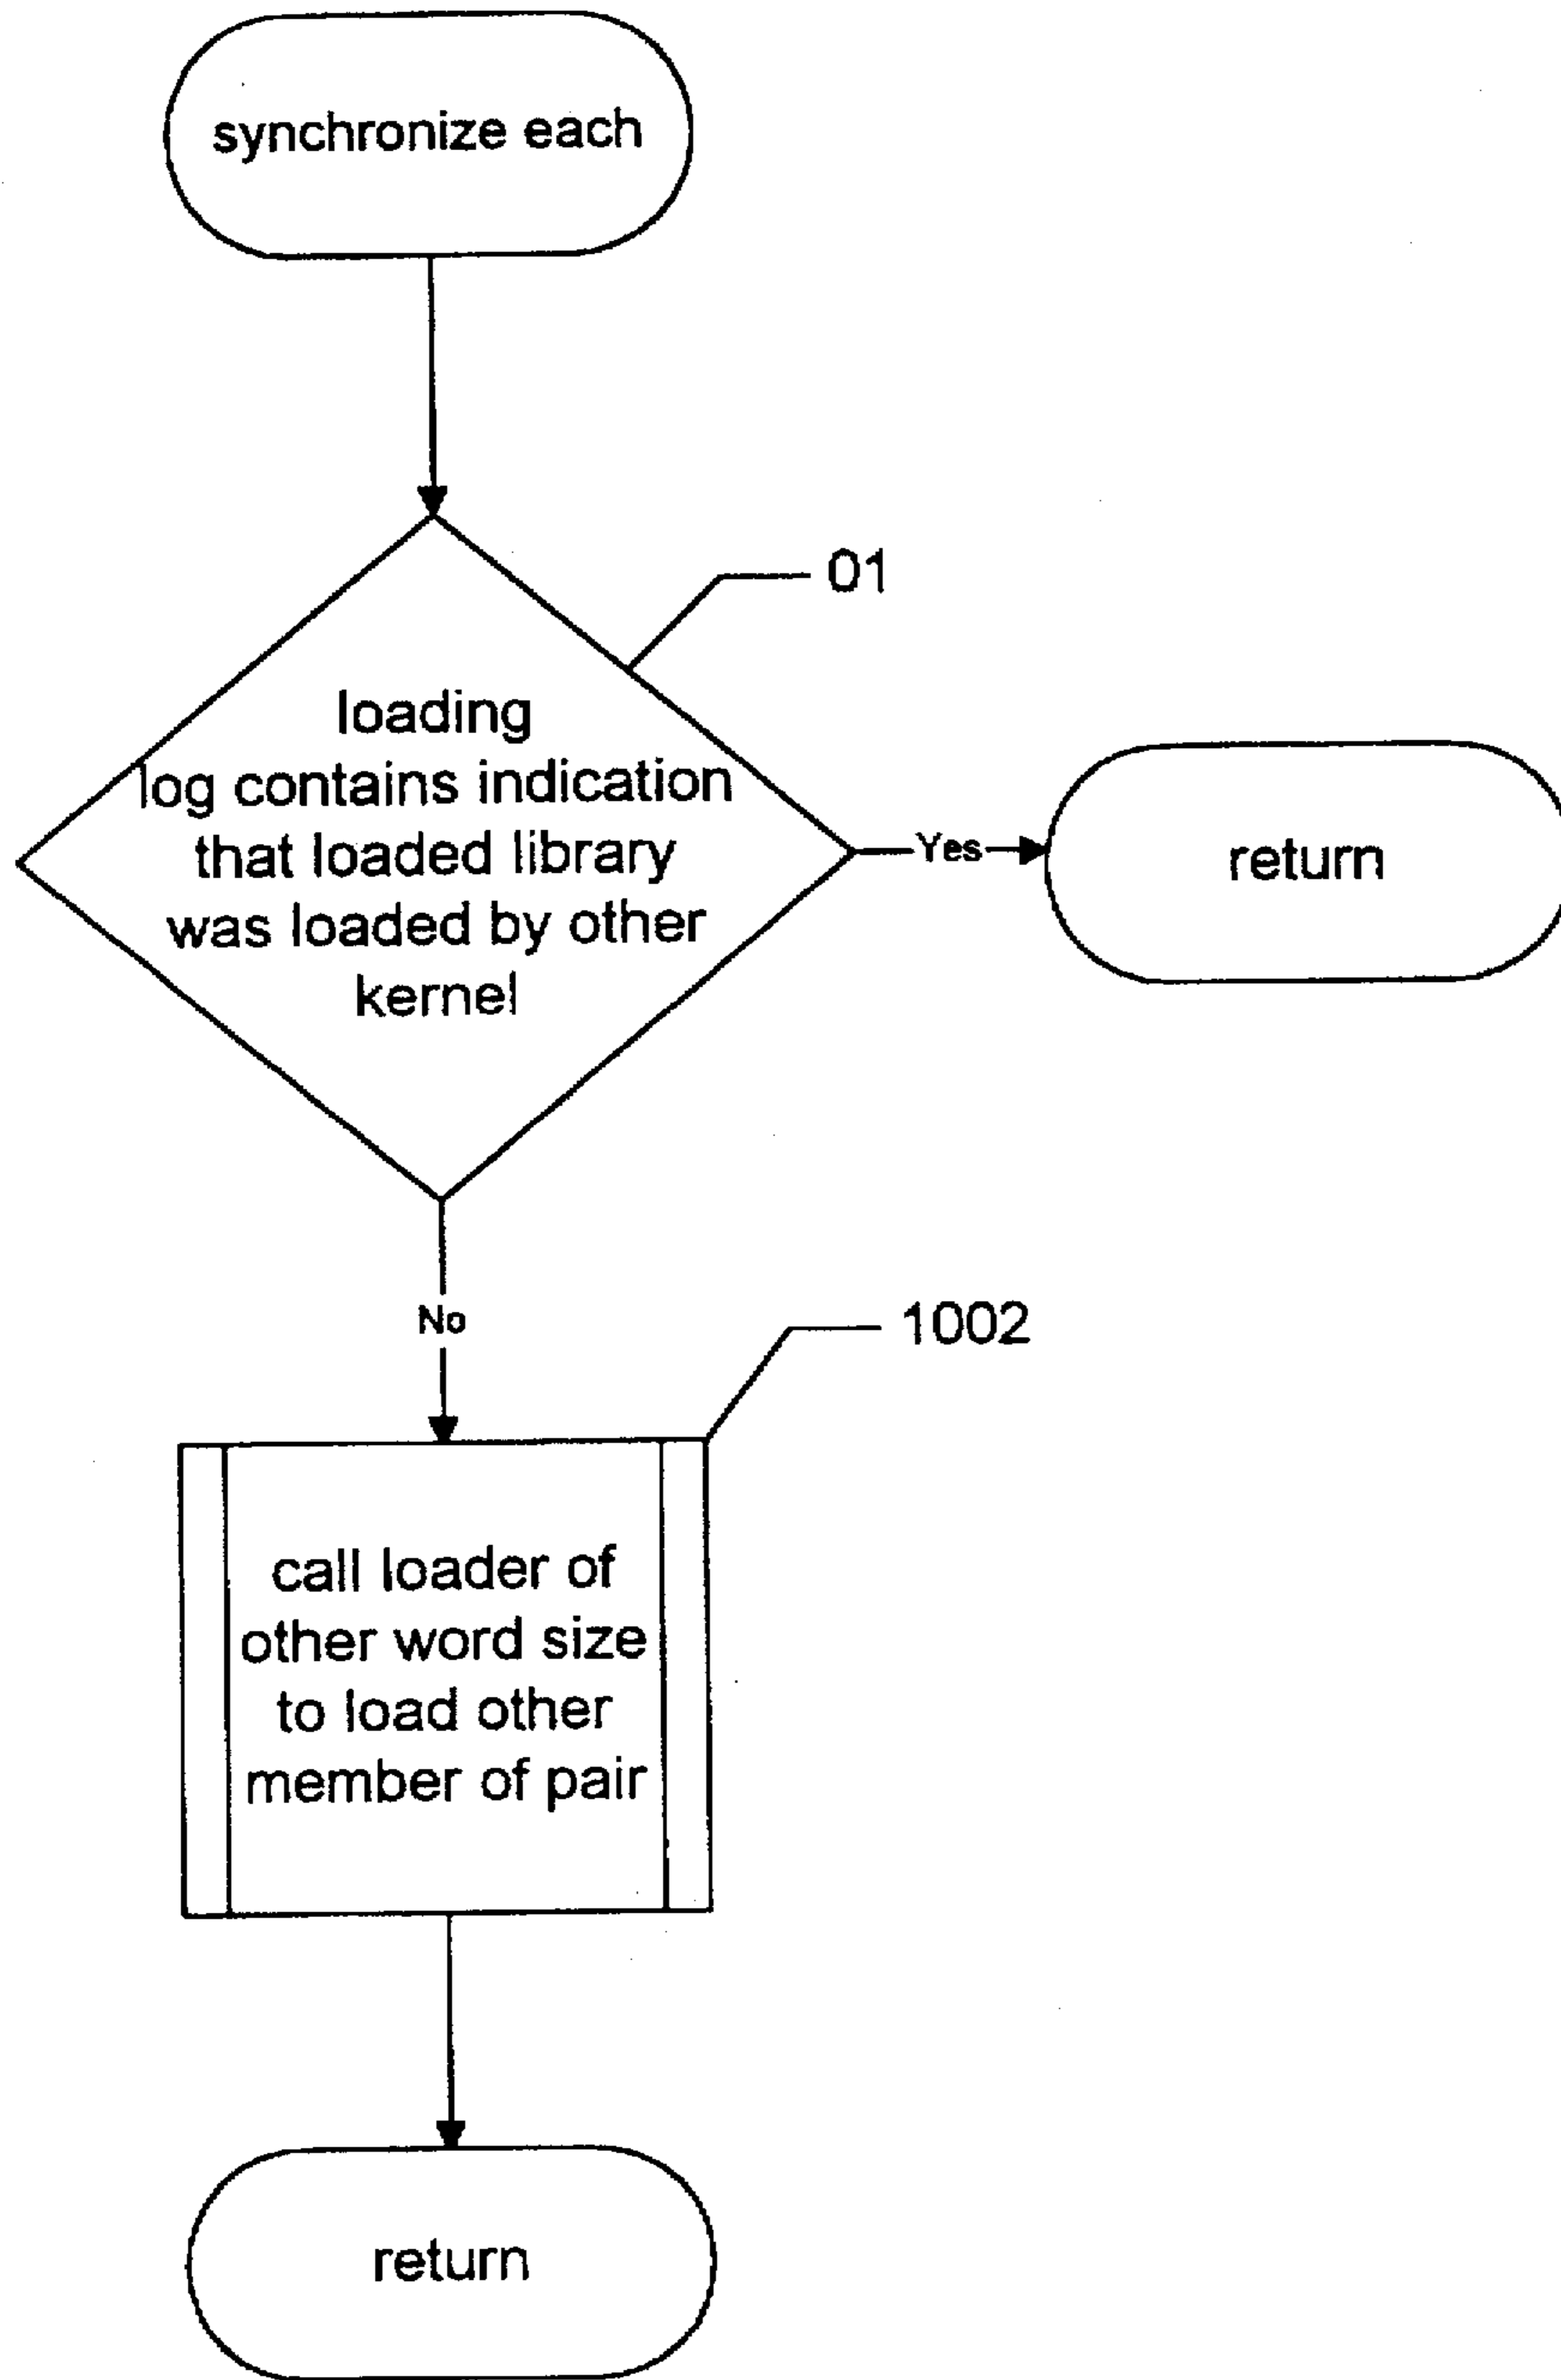 synchronize each
01
loading
log contains indication
that loaded library
was loaded by other
kernel
Yes
return
No
1002
call loader of
other word size
to load other
member of pair
return